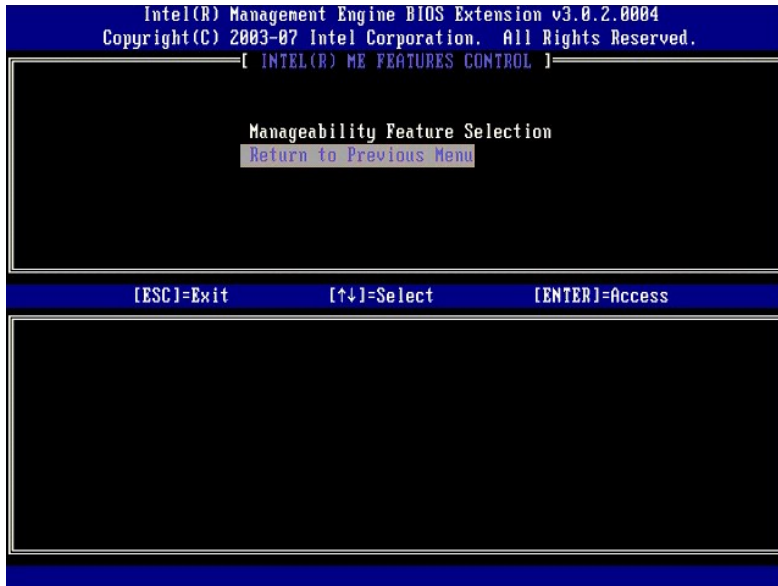 Intel(R) Management Engine BIOS Extension v3.0.2.0004
Copyright(C) 2003-07 Intel Corporation. All Rights Reserved.
[ INTEL(R) ME FEATURES CONTROL ]
Manageability Feature Selection
Return to Previous Menu
[ESC]=Exit [↑↓]=Select [ENTER]=Access